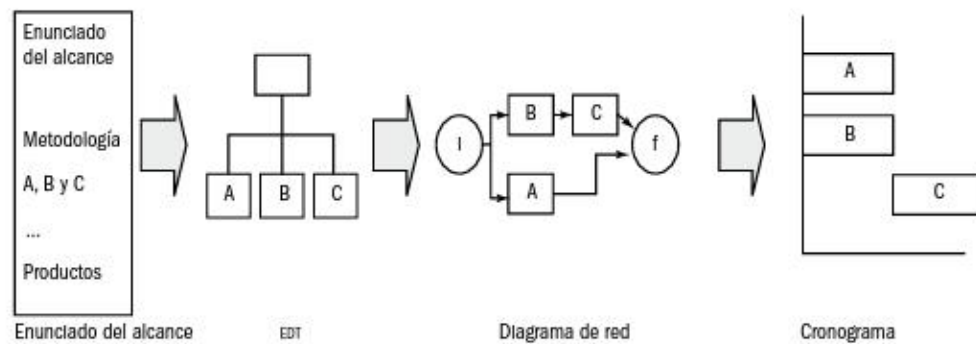 Enunciado
del alcance
Metodología
A, B y C
...
Productos
Enunciado del alcance
A
B
C
EDT
I
B
C
A
f
Diagrama de red
A
B
C
Cronograma